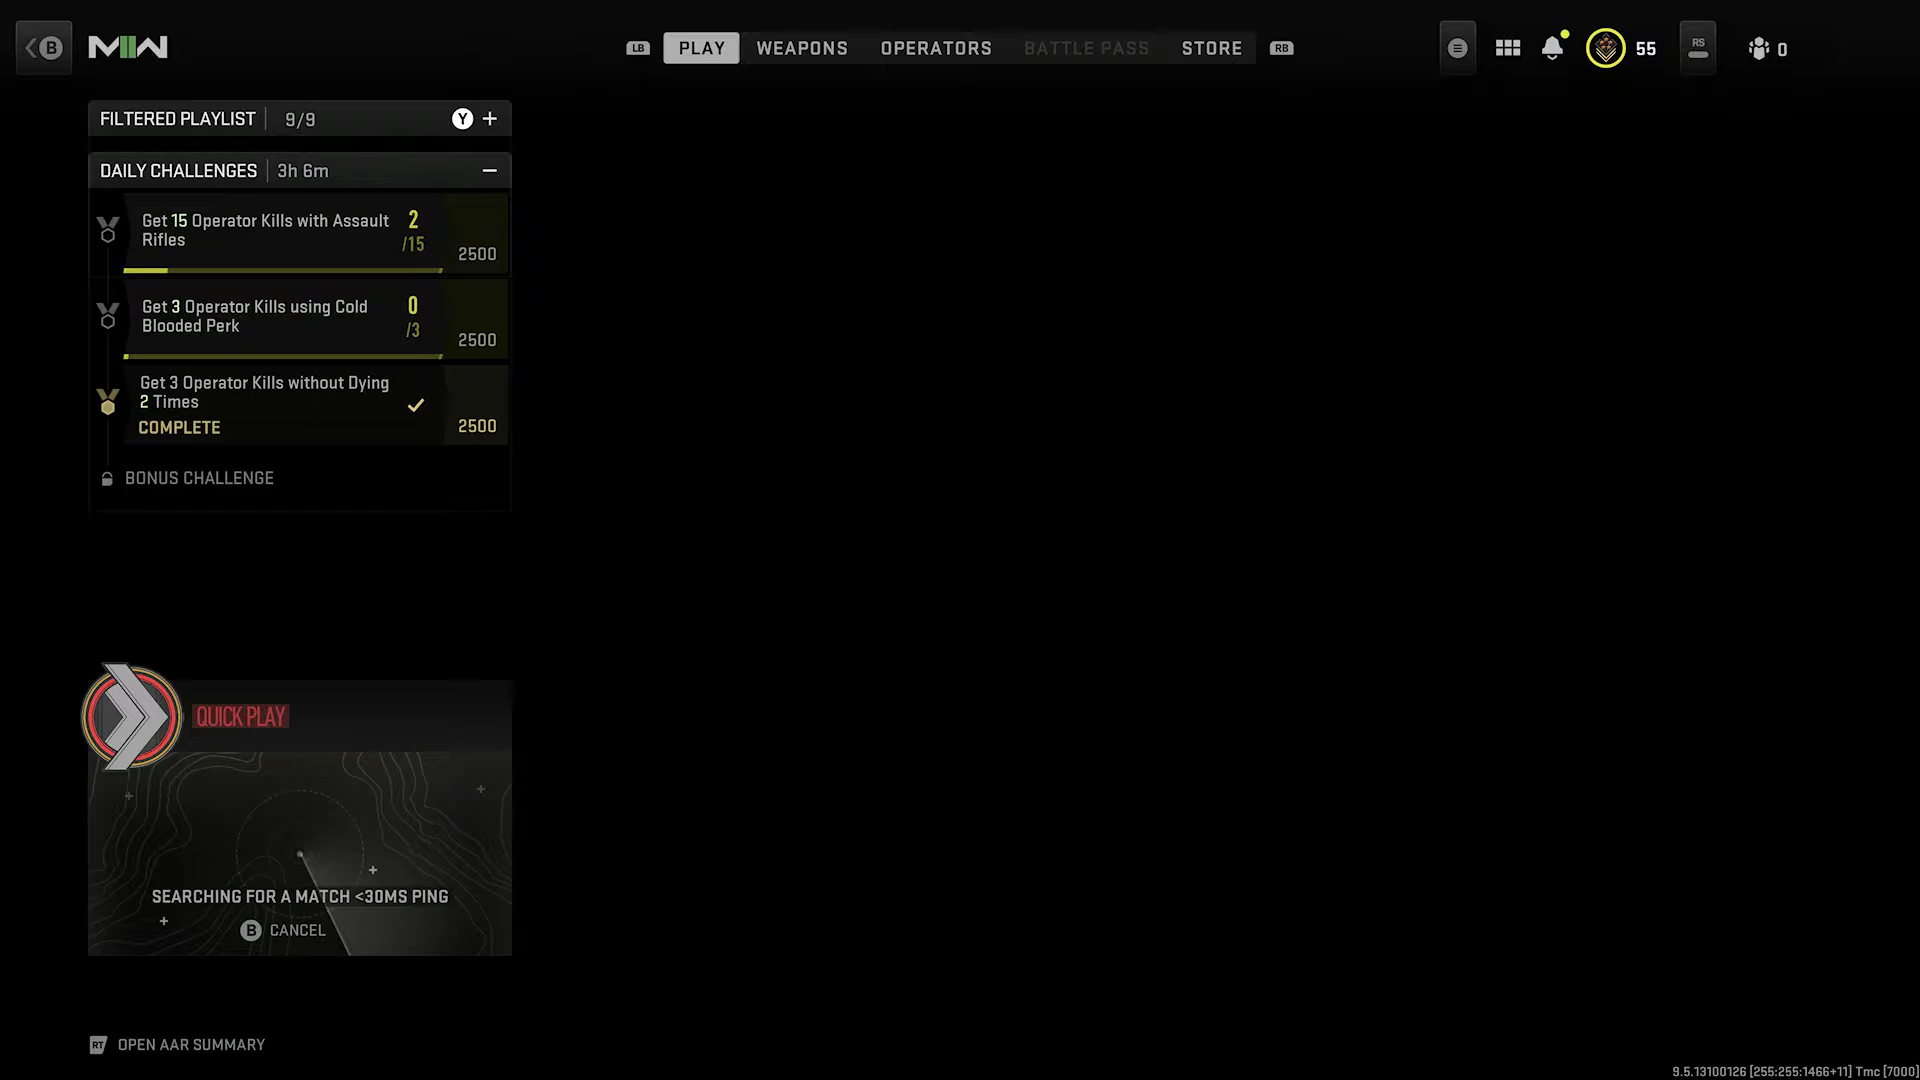 B MWII
LB PLAY WEAPONS OPERATORS BATTLE PASS STORE RB
55 RS 0
FILTERED PLAYLIST 9/9 Y +
DAILY CHALLENGES 3h 6m
Get 15 Operator Kills with Assault
Rifles
2
/15
2500
Get 3 Operator Kills using Cold
Blooded Perk
0
/3
2500
Get 3 Operator Kills without Dying
2 Times
COMPLETE
2500
BONUS CHALLENGE
QUICK PLAY
SEARCHING FOR A MATCH <30MS PING
B CANCEL
RT OPEN AAR SUMMARY
9.5.13100126 [255:255:1466+11] Tmc [7000]